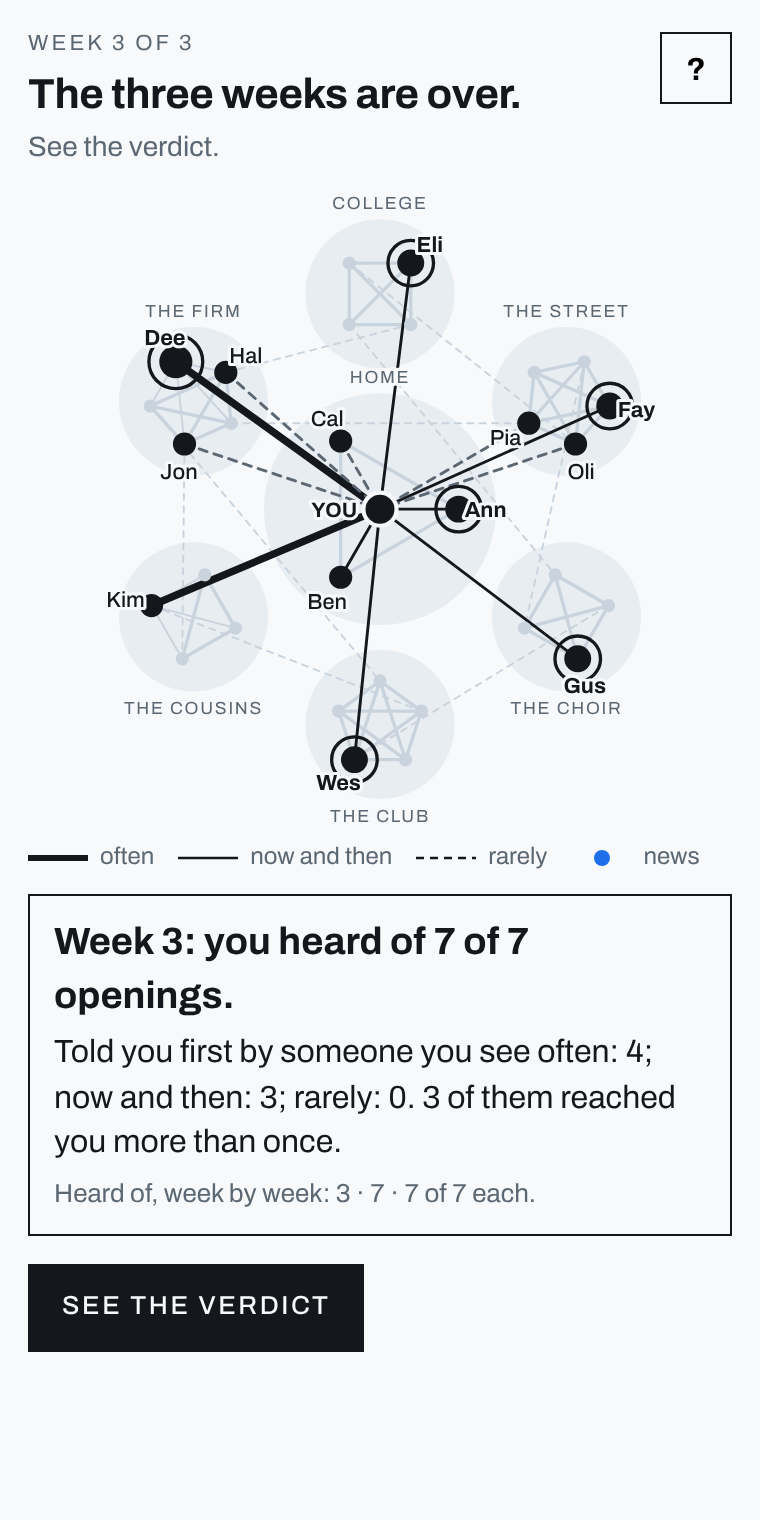 WEEK 3 OF 3
?
The three weeks are over.
See the verdict.
COLLEGE
Eli
THE FIRM
THE STREET
Dee
Hal
HOME
Cal
Fay
Pia
Jon
Oli
YOU
Ann
Kim
Ben
Gus
THE COUSINS
THE CHOIR
Wes
THE CLUB
often
now and then
rarely
news
Week 3: you heard of 7 of 7
openings.
Told you first by someone you see often: 4;
now and then: 3; rarely: 0. 3 of them reached
you more than once.
Heard of, week by week: 3 · 7 · 7 of 7 each.
SEE THE VERDICT